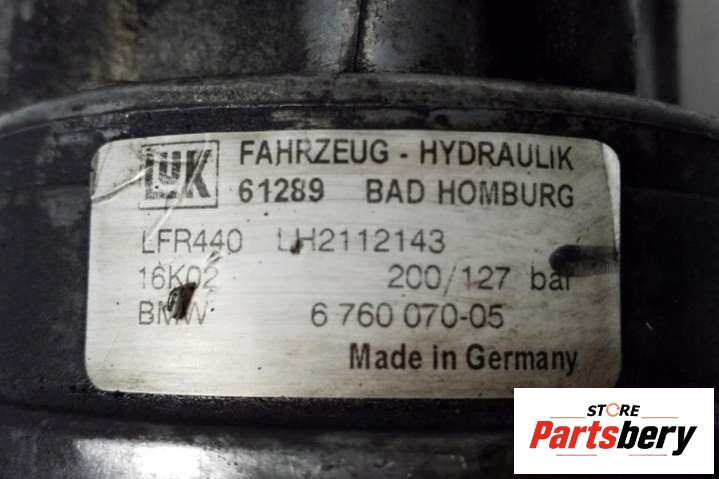 LuK FAHRZEUG - HYDRAULIK
61289 BAD HOMBURG
LFR440 LH2112143
16K02 200/127 bar
BMW 6 760 070-05
Made in Germany
STORE
Partsbery